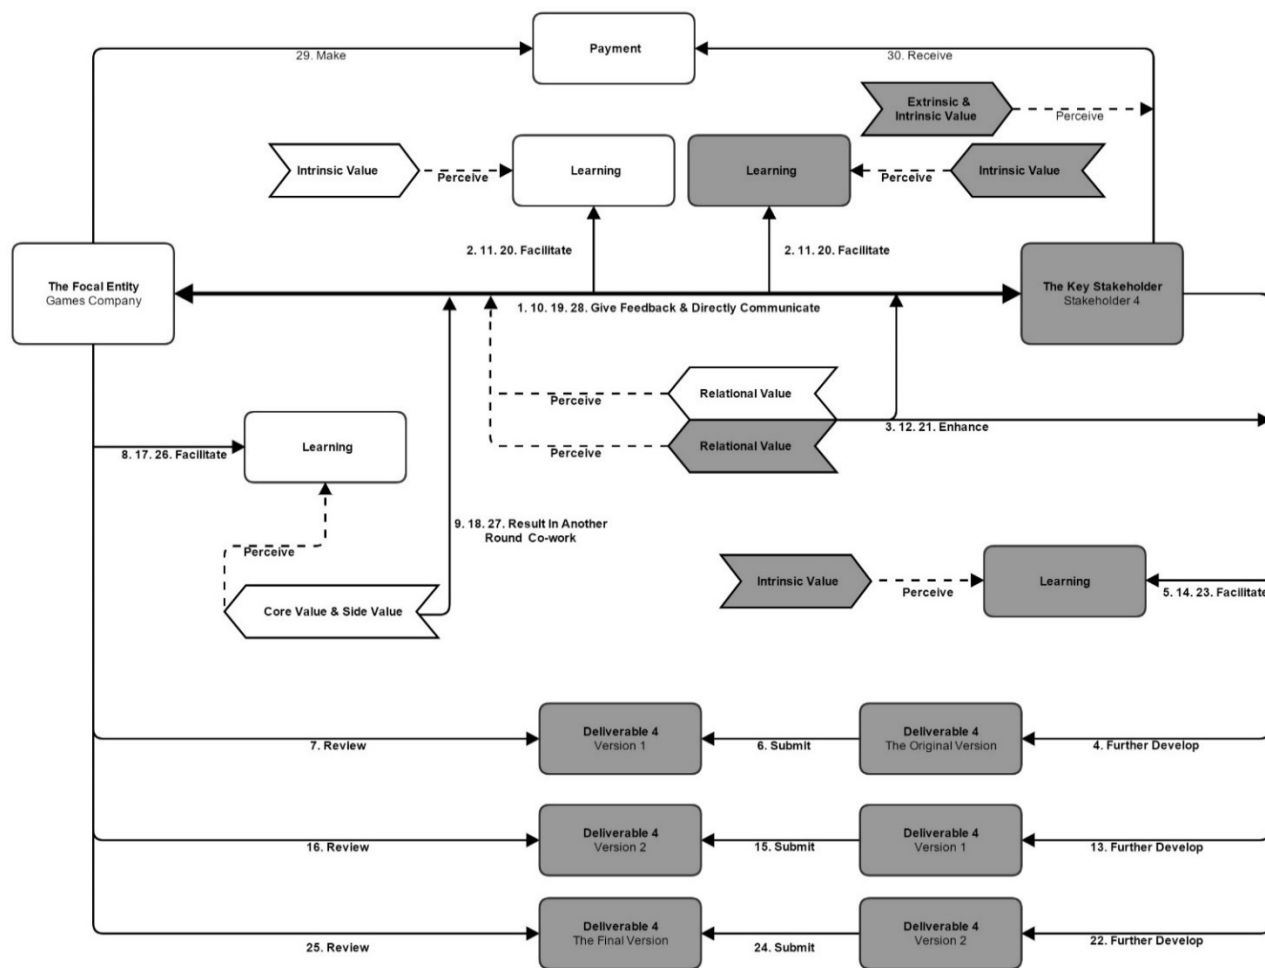 Payment
29. Make
30. Receive
Extrinsic &
Intrinsic Value
Perceive
Intrinsic Value
Perceive
Learning
Learning
Perceive
Intrinsic Value
2. 11. 20. Facilitate
2. 11. 20. Facilitate
The Focal Entity
Games Company
The Key Stakeholder
Stakeholder 4
1. 10. 19. 28. Give Feedback & Directly Communicate
Relational Value
Perceive
3. 12. 21. Enhance
Relational Value
Perceive
Learning
8. 17. 26. Facilitate
9. 18. 27. Result In Another
Round Co-work
Perceive
Core Value & Side Value
Intrinsic Value
Perceive
Learning
5. 14. 23. Facilitate
7. Review
Deliverable 4
Version 1
6. Submit
Deliverable 4
The Original Version
4. Further Develop
16. Review
Deliverable 4
Version 2
15. Submit
Deliverable 4
Version 1
13. Further Develop
25. Review
Deliverable 4
The Final Version
24. Submit
Deliverable 4
Version 2
22. Further Develop